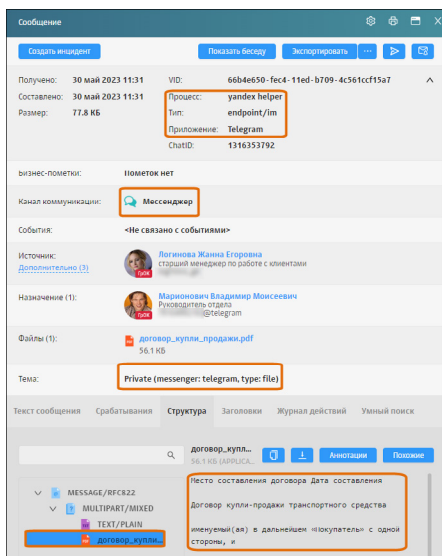 Сообщение
Создать инцидент
Показать беседу
Экспортировать
...
Получено: 30 май 2023 11:31
VID: 66b4e650-fec4-11ed-b709-4c561ccf15a7
Составлено: 30 май 2023 11:31
Процесс: yandex helper
Размер: 77.8 КБ
Тип: endpoint/im
Приложение: Telegram
ChatID: 1316353792
Бизнес-пометки: Пометок нет
Канал коммуникации: Мессенджер
События: <Не связано с событиями>
Источник:
Дополнительно (3)
Логинова Жанна Егоровна
старший менеджер по работе с клиентами
Назначение (1):
Марионович Владимир Моисеевич
Руководитель отдела
@telegram
Файлы (1):
договор_купли_продажи.pdf
56.1 КБ
Тема: Private (messenger: telegram, type: file)
Текст сообщения
Срабатывания
Структура
Заголовки
Журнал действий
Умный поиск
договор_купл...
56.1 КБ (APPLICA...
Аннотации
Похожие
MESSAGE/RFC822
MULTIPART/MIXED
TEXT/PLAIN
договор_купли...
Место составления договора Дата составления
Договор купли-продажи транспортного средства
именуемый(ая) в дальнейшем «Покупатель» с одной
стороны, и